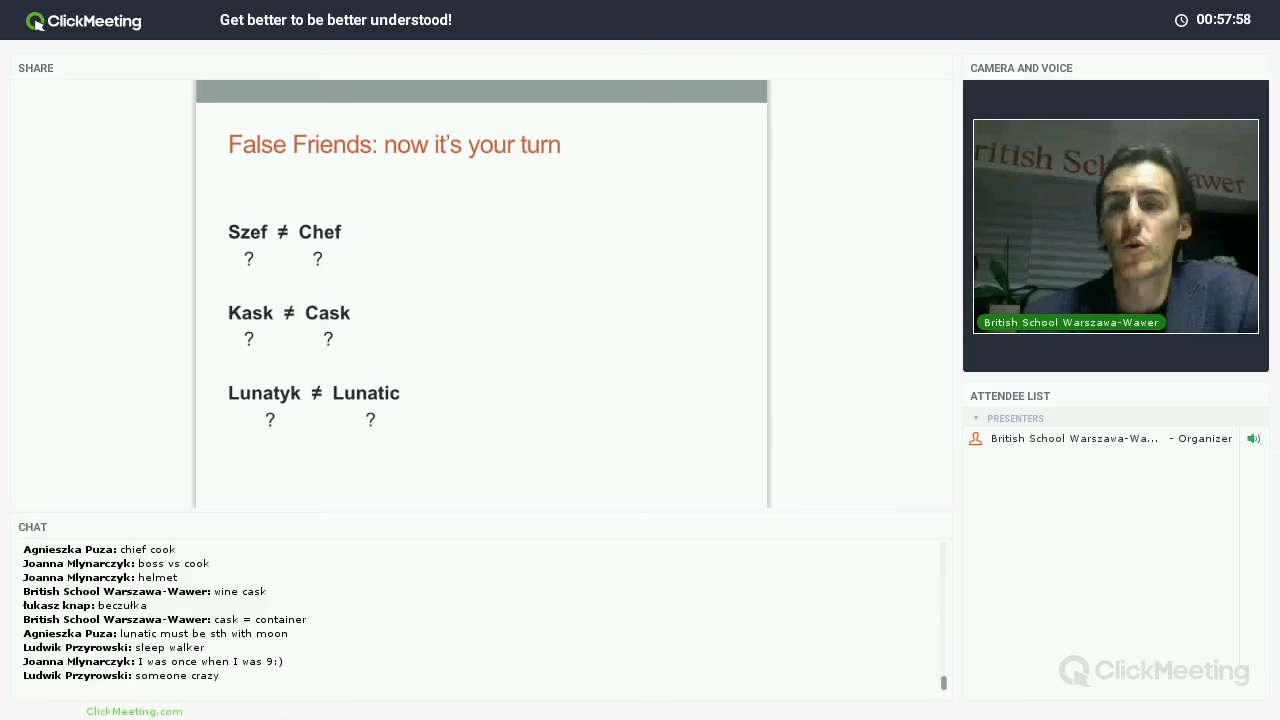 ClickMeeting
Get better to be better understood!
00:57:58
SHARE
False Friends: now it's your turn
Szef ≠ Chef
? ?
Kask ≠ Cask
? ?
Lunatyk ≠ Lunatic
? ?
CAMERA AND VOICE
ritish Sch
Wawer
British School Warszawa-Wawer
ATTENDEE LIST
PRESENTERS
British School Warszawa-Wa... - Organizer
CHAT
Agnieszka Puza: chief cook
Joanna Mlynarczyk: boss vs cook
Joanna Mlynarczyk: helmet
British School Warszawa-Wawer: wine cask
łukasz knap: beczułka
British School Warszawa-Wawer: cask = container
Agnieszka Puza: lunatic must be sth with moon
Ludwik Przyrowski: sleep walker
Joanna Mlynarczyk: I was once when I was 9:)
Ludwik Przyrowski: someone crazy
ClickMeeting
ClickMeeting.com